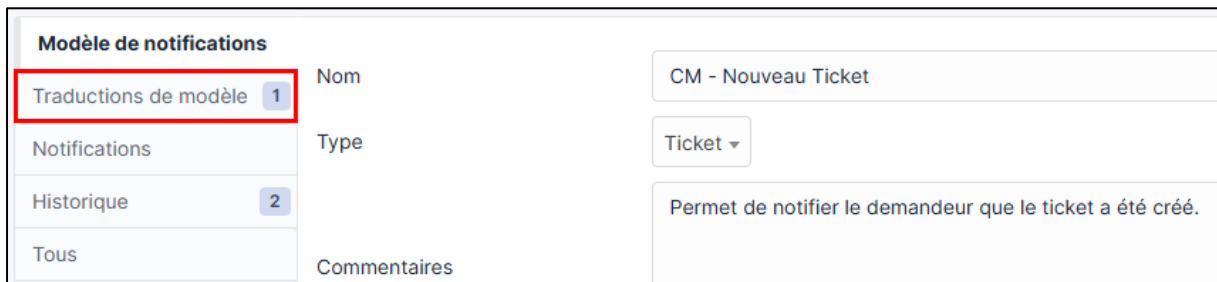 Modèle de notifications
Traductions de modèle 1
Notifications
Historique 2
Tous
Nom
CM - Nouveau Ticket
Type
Ticket
Commentaires
Permet de notifier le demandeur que le ticket a été créé.